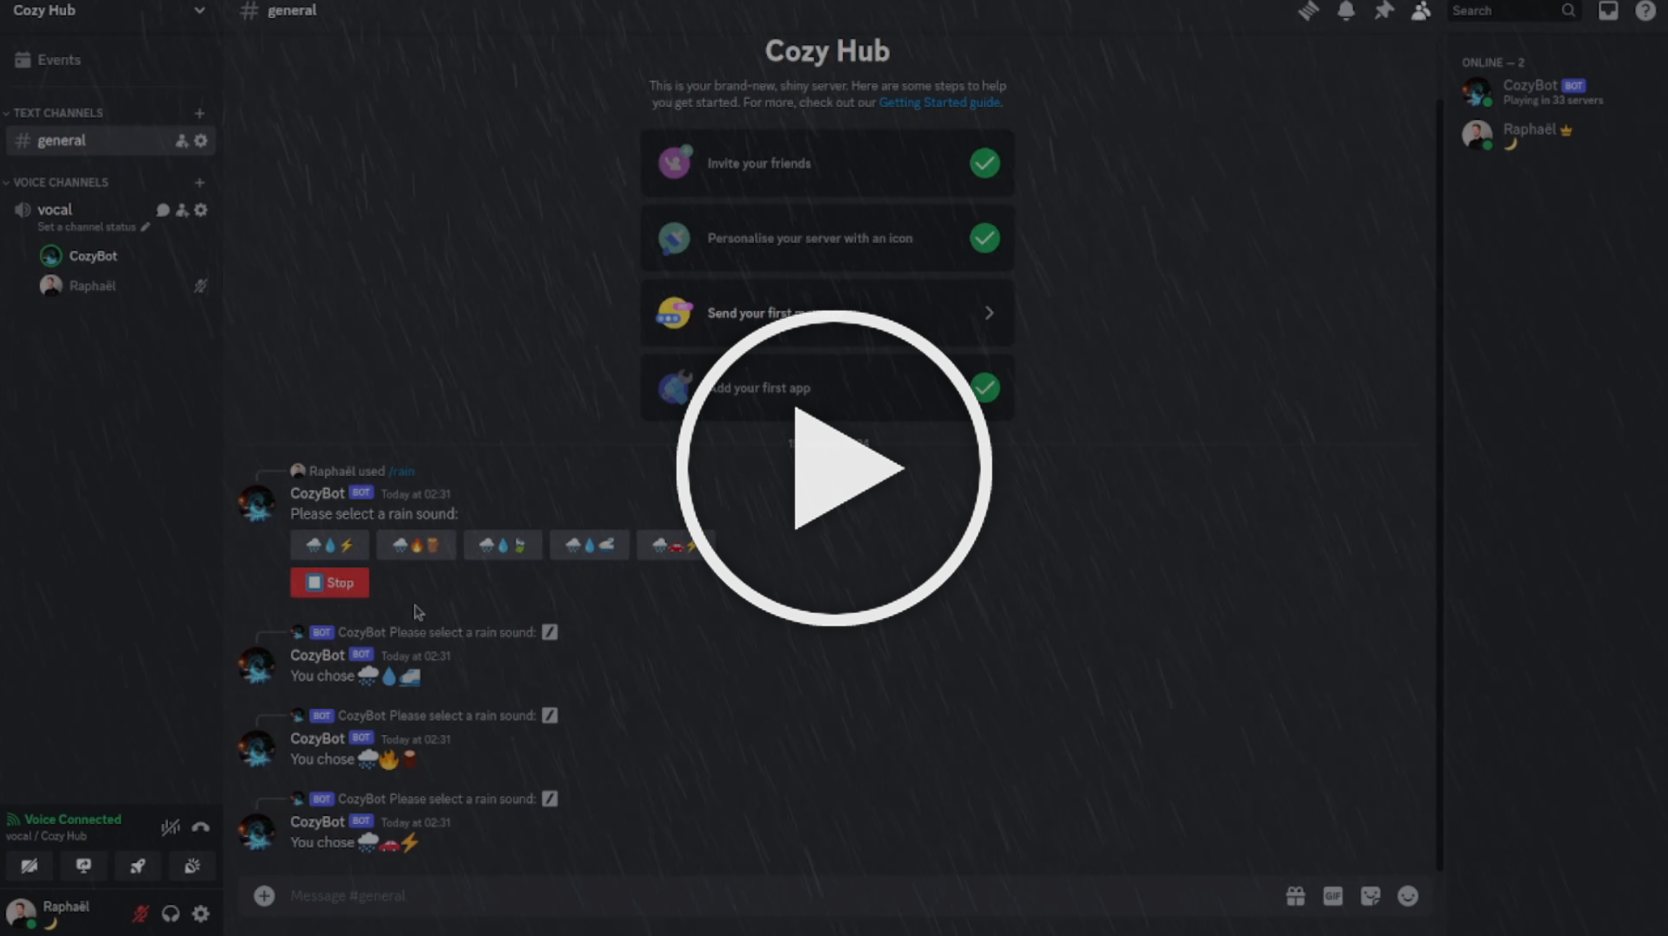 Cozy Hub
Events
TEXT CHANNELS
general
VOICE CHANNELS
vocal
Set a channel status
CozyBot
Raphaël
Voice Connected
vocal / Cozy Hub
Raphaël
# general
Search
Cozy Hub
This is your brand-new, shiny server. Here are some steps to help
you get started. For more, check out our Getting Started guide.
Invite your friends
Personalise your server with an icon
Send your first
Add your first app
Raphaël used /rain
CozyBot BOT Today at 02:31
Please select a rain sound:
Stop
BOT CozyBot Please select a rain sound:
CozyBot BOT Today at 02:31
You chose 🌧️💧🚅
BOT CozyBot Please select a rain sound:
CozyBot BOT Today at 02:31
You chose 🌧️🔥🪵
BOT CozyBot Please select a rain sound:
CozyBot BOT Today at 02:31
You chose 🌧️🚗⚡
Message #general
GIF
ONLINE — 2
CozyBot BOT
Playing in 33 servers
Raphaël